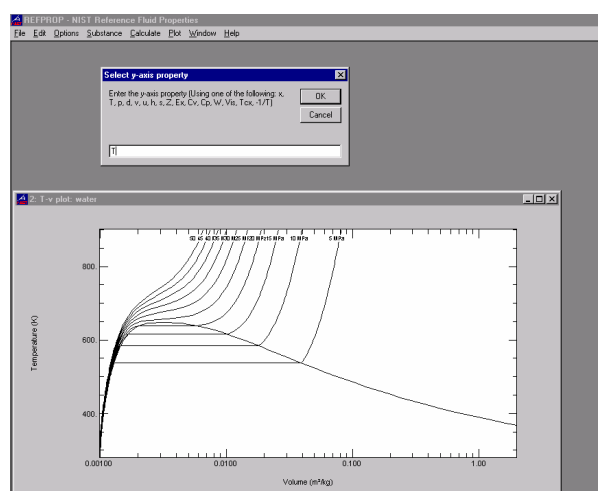 REFPROP - NIST Reference Fluid Properties
File Edit Options Substance Calculate Plot Window Help
Select y-axis property
Enter the y-axis property (Using one of the following: x,
T, p, d, v, u, h, s, Z, Ex, Cv, Cp, W, Vis, Tcx, -1/T)
OK
Cancel
T
2: T-v plot: water
15 MPa 10 MPa 5 MPa
800.
600.
400.
Temperature (K)
0.00100 0.0100 0.100 1.00
Volume (m³/kg)